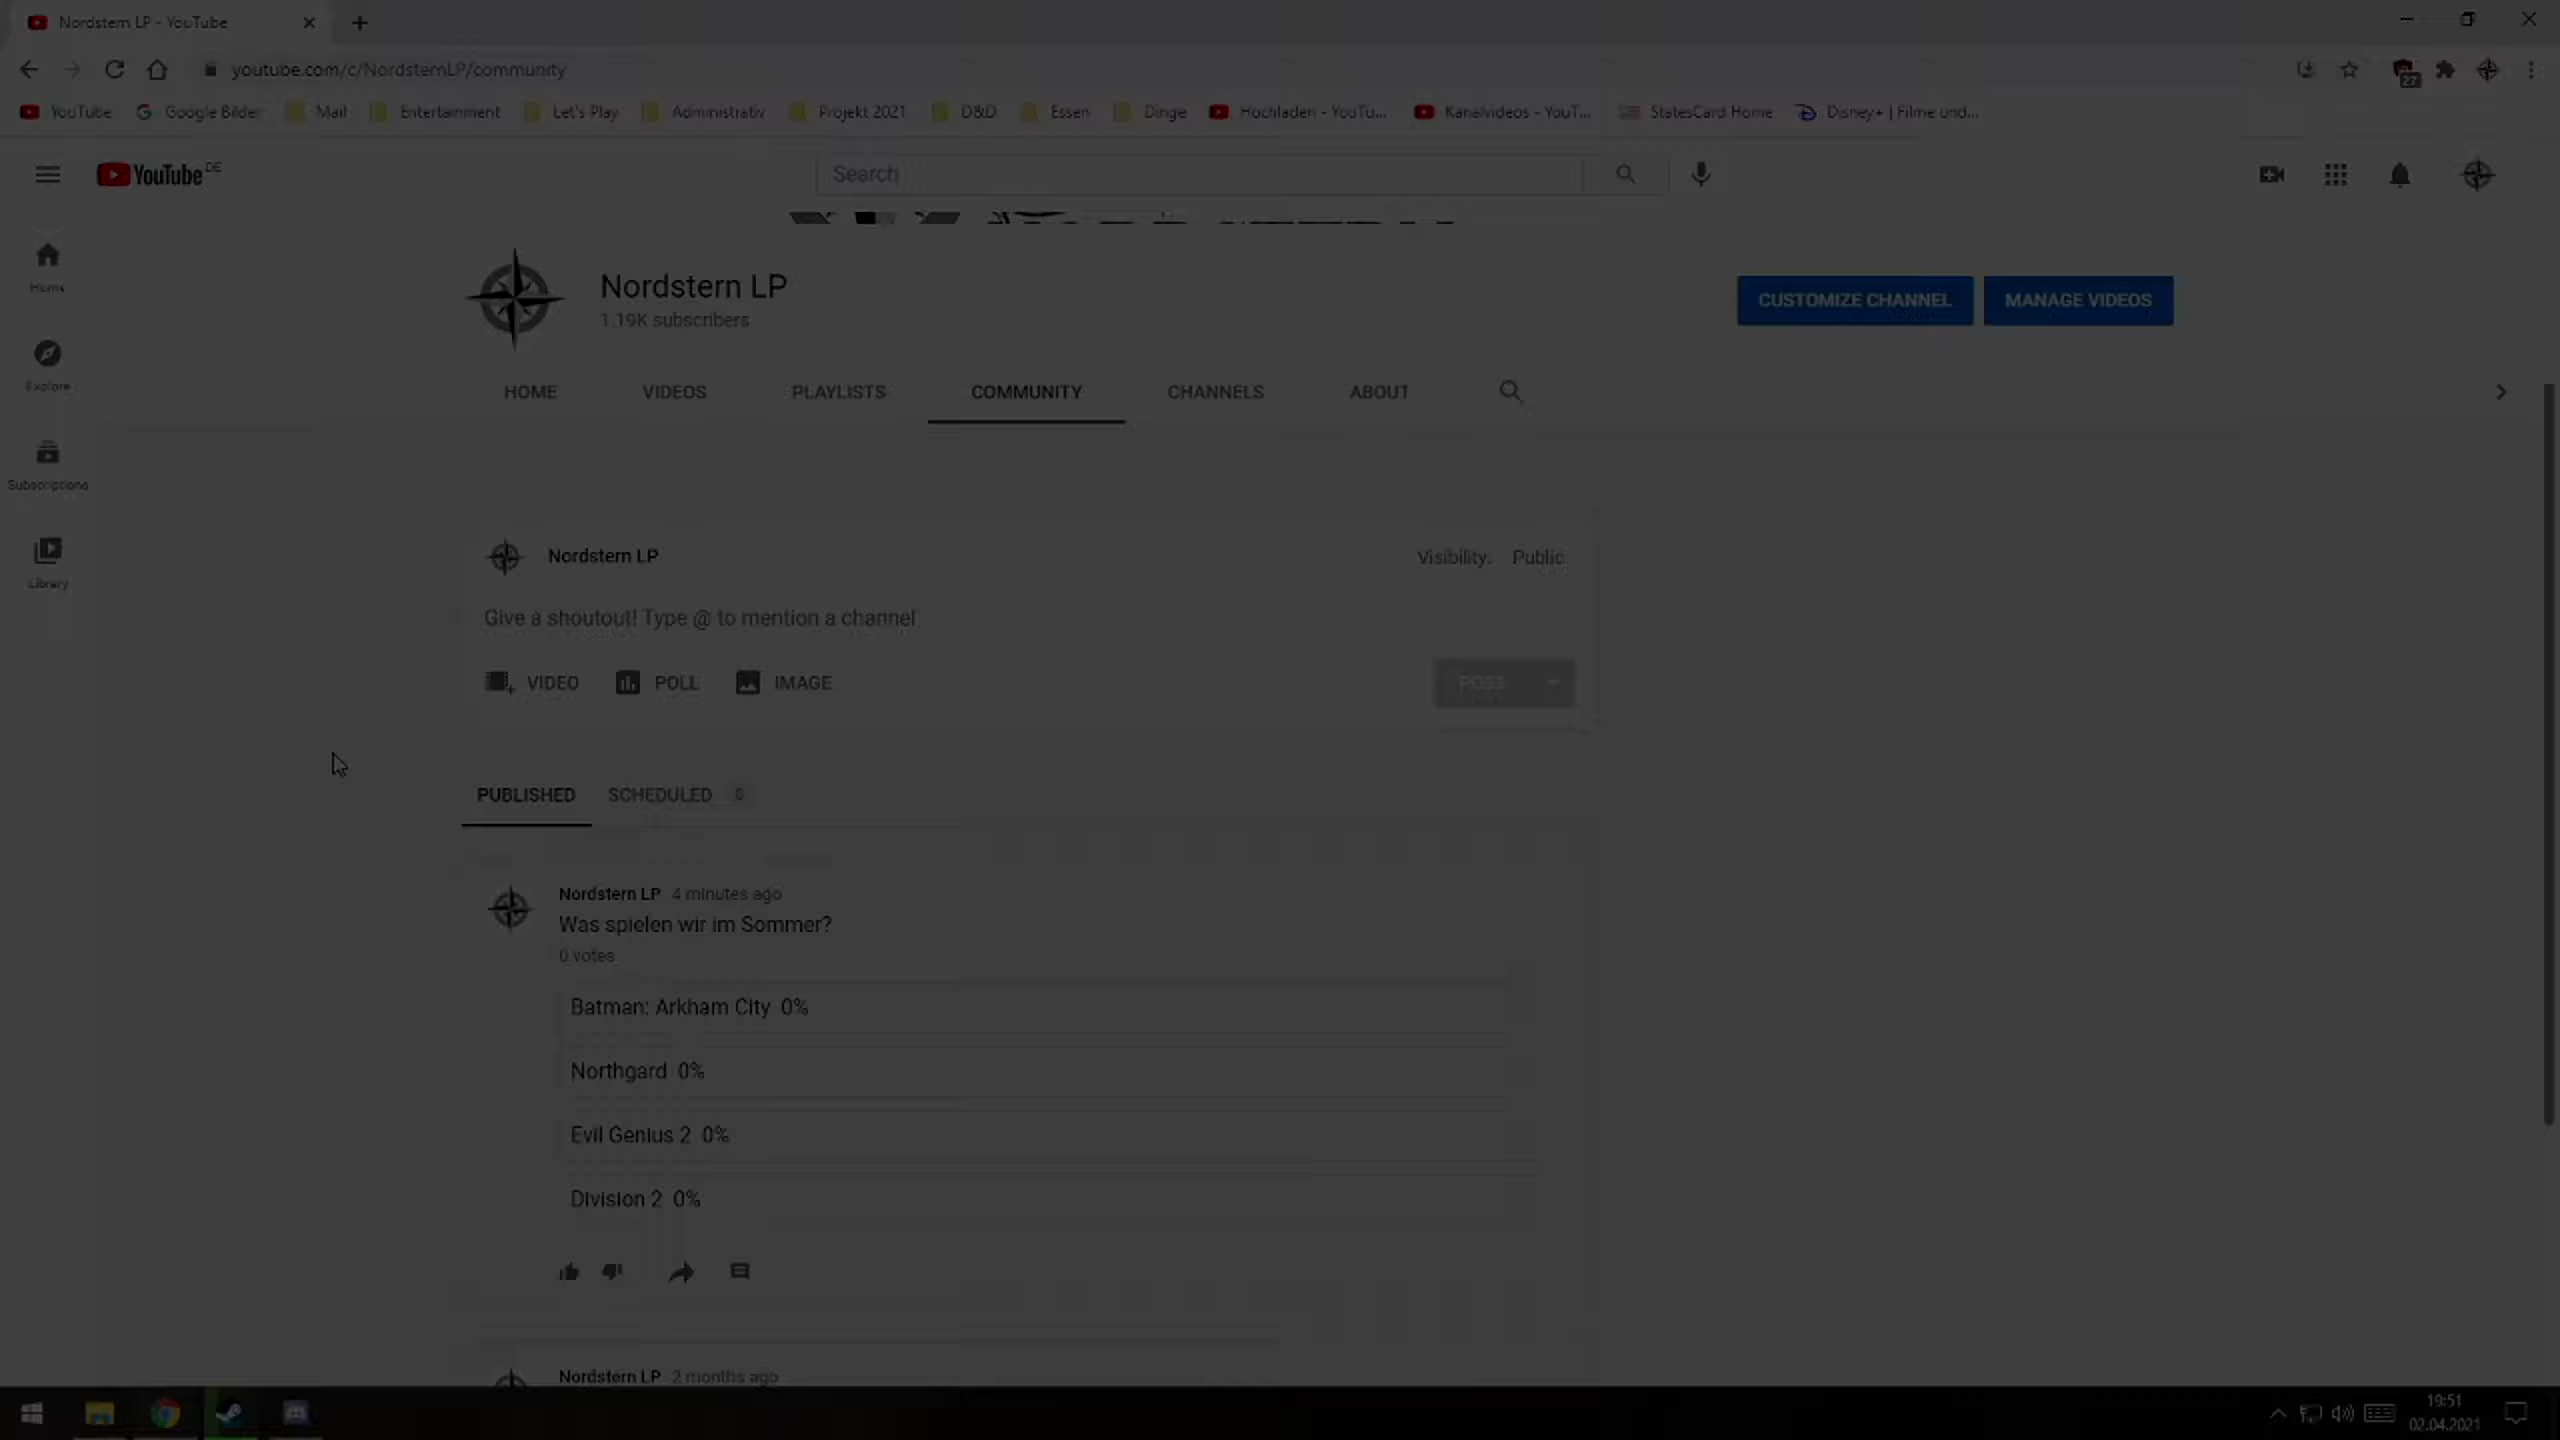 Nordstern LP - YouTube
youtube.com/c/NordsternLP/community
27
YouTube Google Bilder Mail Entertainment Let's Play Administrativ Projekt 2021 D&D Essen Dinge Hochladen - YouTu... Kanalvideos - YouT... StatesCard Home Disney+ | Filme und...
YouTube DE
Search
Home
Explore
Subscriptions
Library
Nordstern LP
1.19K subscribers
CUSTOMIZE CHANNEL
MANAGE VIDEOS
HOME VIDEOS PLAYLISTS COMMUNITY CHANNELS ABOUT
Nordstern LP
Visibility: Public
Give a shoutout! Type @ to mention a channel
VIDEO POLL IMAGE
POST
PUBLISHED SCHEDULED 0
Nordstern LP 4 minutes ago
Was spielen wir im Sommer?
0 votes
Batman: Arkham City 0%
Northgard 0%
Evil Genius 2 0%
Division 2 0%
Nordstern LP 2 months ago
19:51
02.04.2021